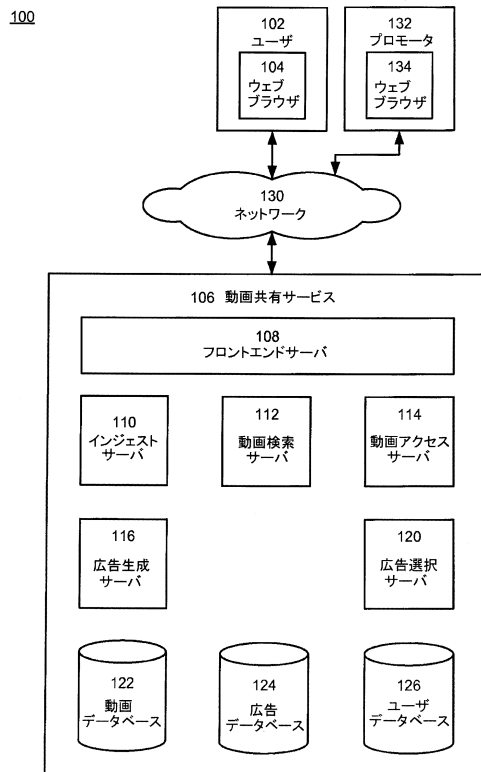 100
102
ユーザ
104
ウェブ
ブラウザ
132
プロモータ
134
ウェブ
ブラウザ
130
ネットワーク
106 動画共有サービス
108
フロントエンドサーバ
110
インジェスト
サーバ
112
動画検索
サーバ
114
動画アクセス
サーバ
116
広告生成
サーバ
120
広告選択
サーバ
122
動画
データベース
124
広告
データベース
126
ユーザ
データベース